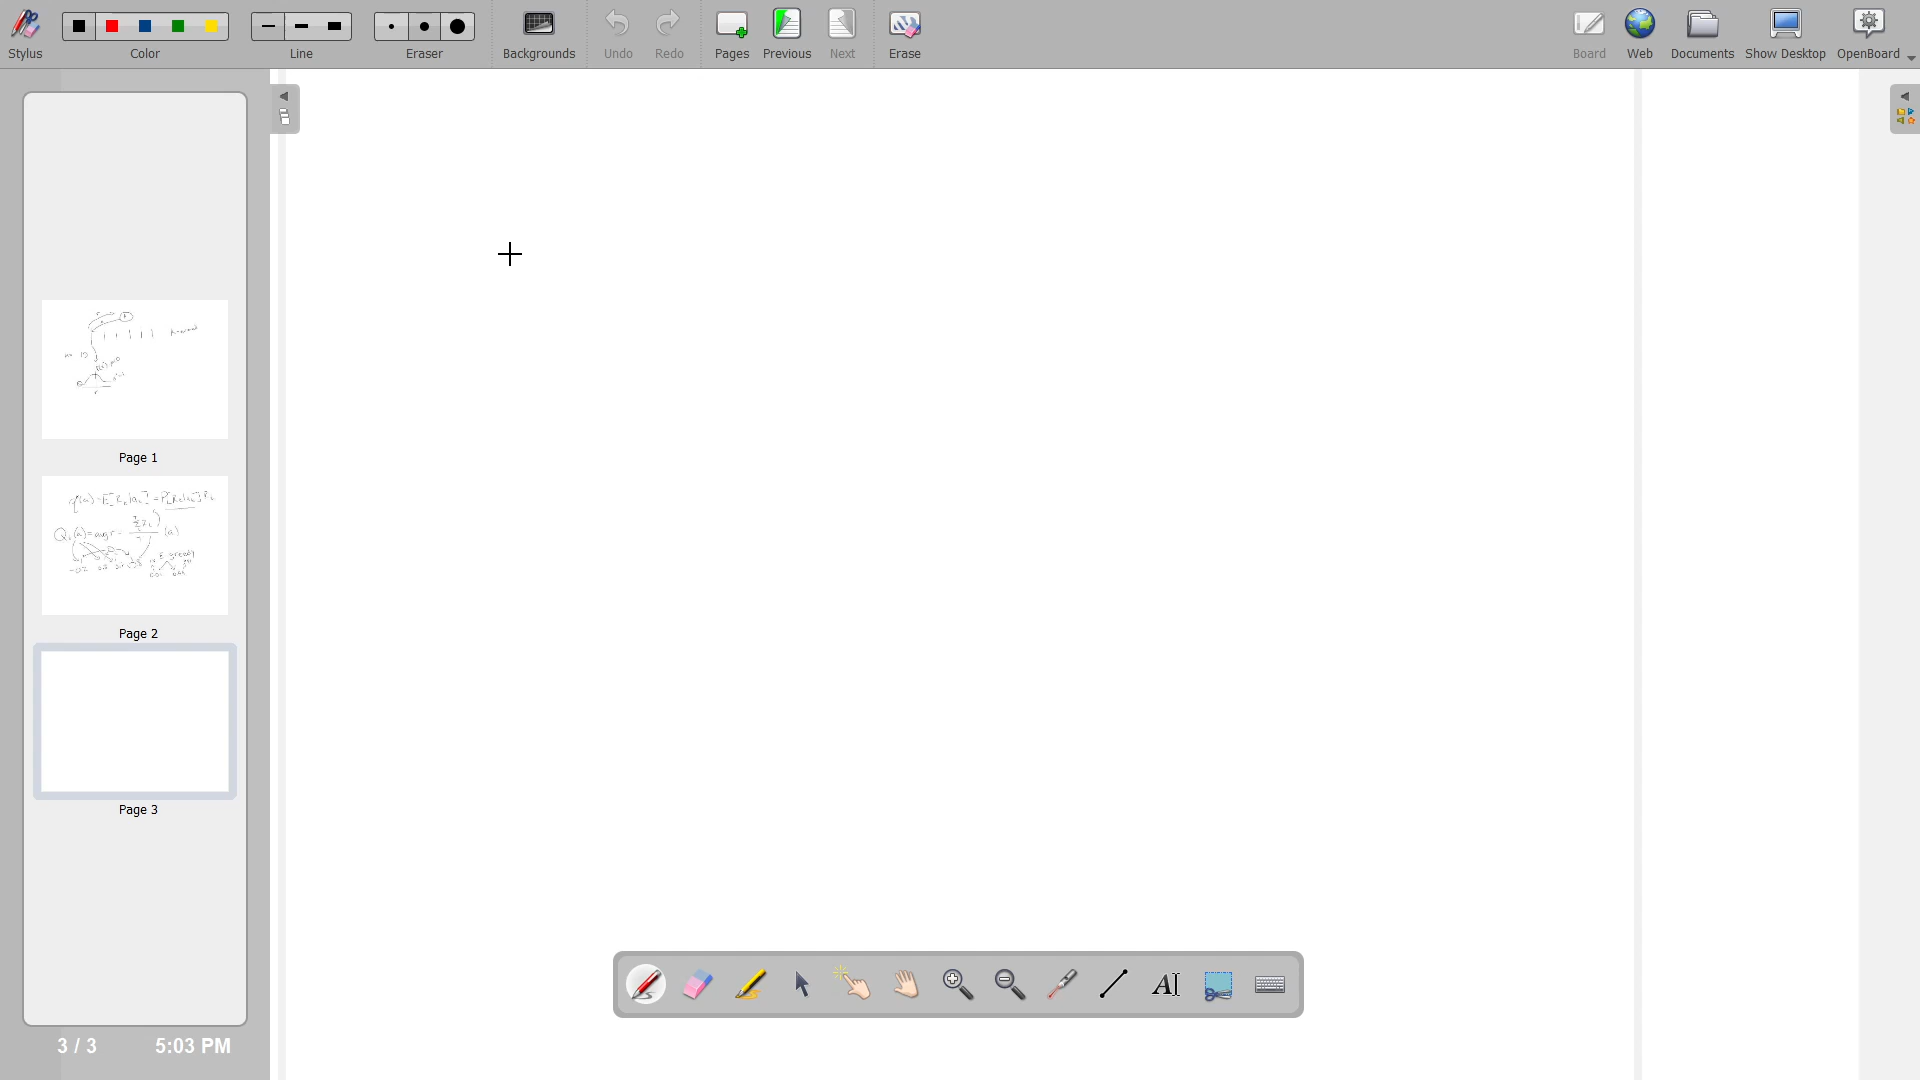 Stylus
Color
Line
Eraser
Backgrounds
Undo
Redo
Pages
Previous
Next
Erase
Board
Web
Documents
Show Desktop
OpenBoard
Page 1
Page 2
Page 3
3 / 3
5:03 PM